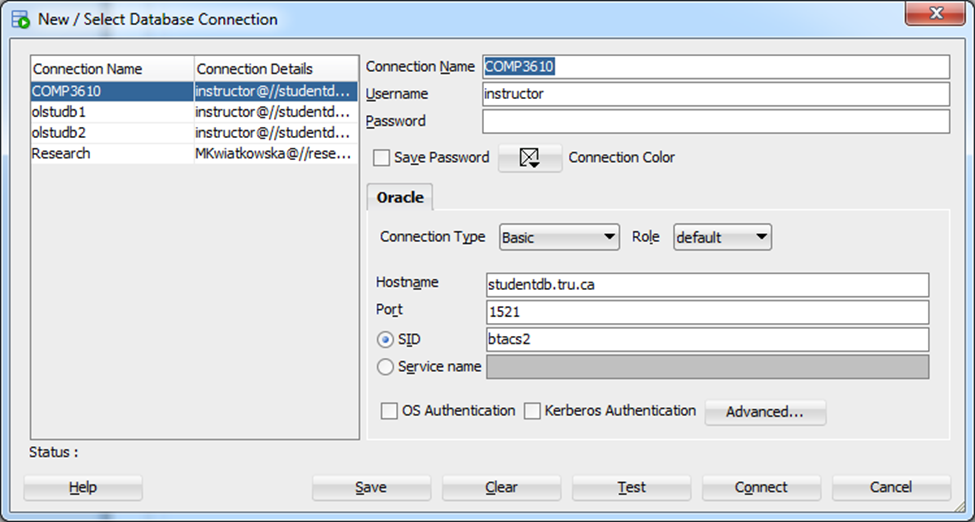 New / Select Database Connection
Connection Name Connection Details
COMP3610 instructor@//studentd...
olstudb1 instructor@//studentd...
olstudb2 instructor@//studentd...
Research MKwiatkowska@//rese...
Connection Name COMP3610
Username instructor
Password
Save Password Connection Color
Oracle
Connection Type Basic Role default
Hostname studentdb.tru.ca
Port 1521
SID btacs2
Service name
OS Authentication Kerberos Authentication Advanced...
Status :
Help Save Clear Test Connect Cancel